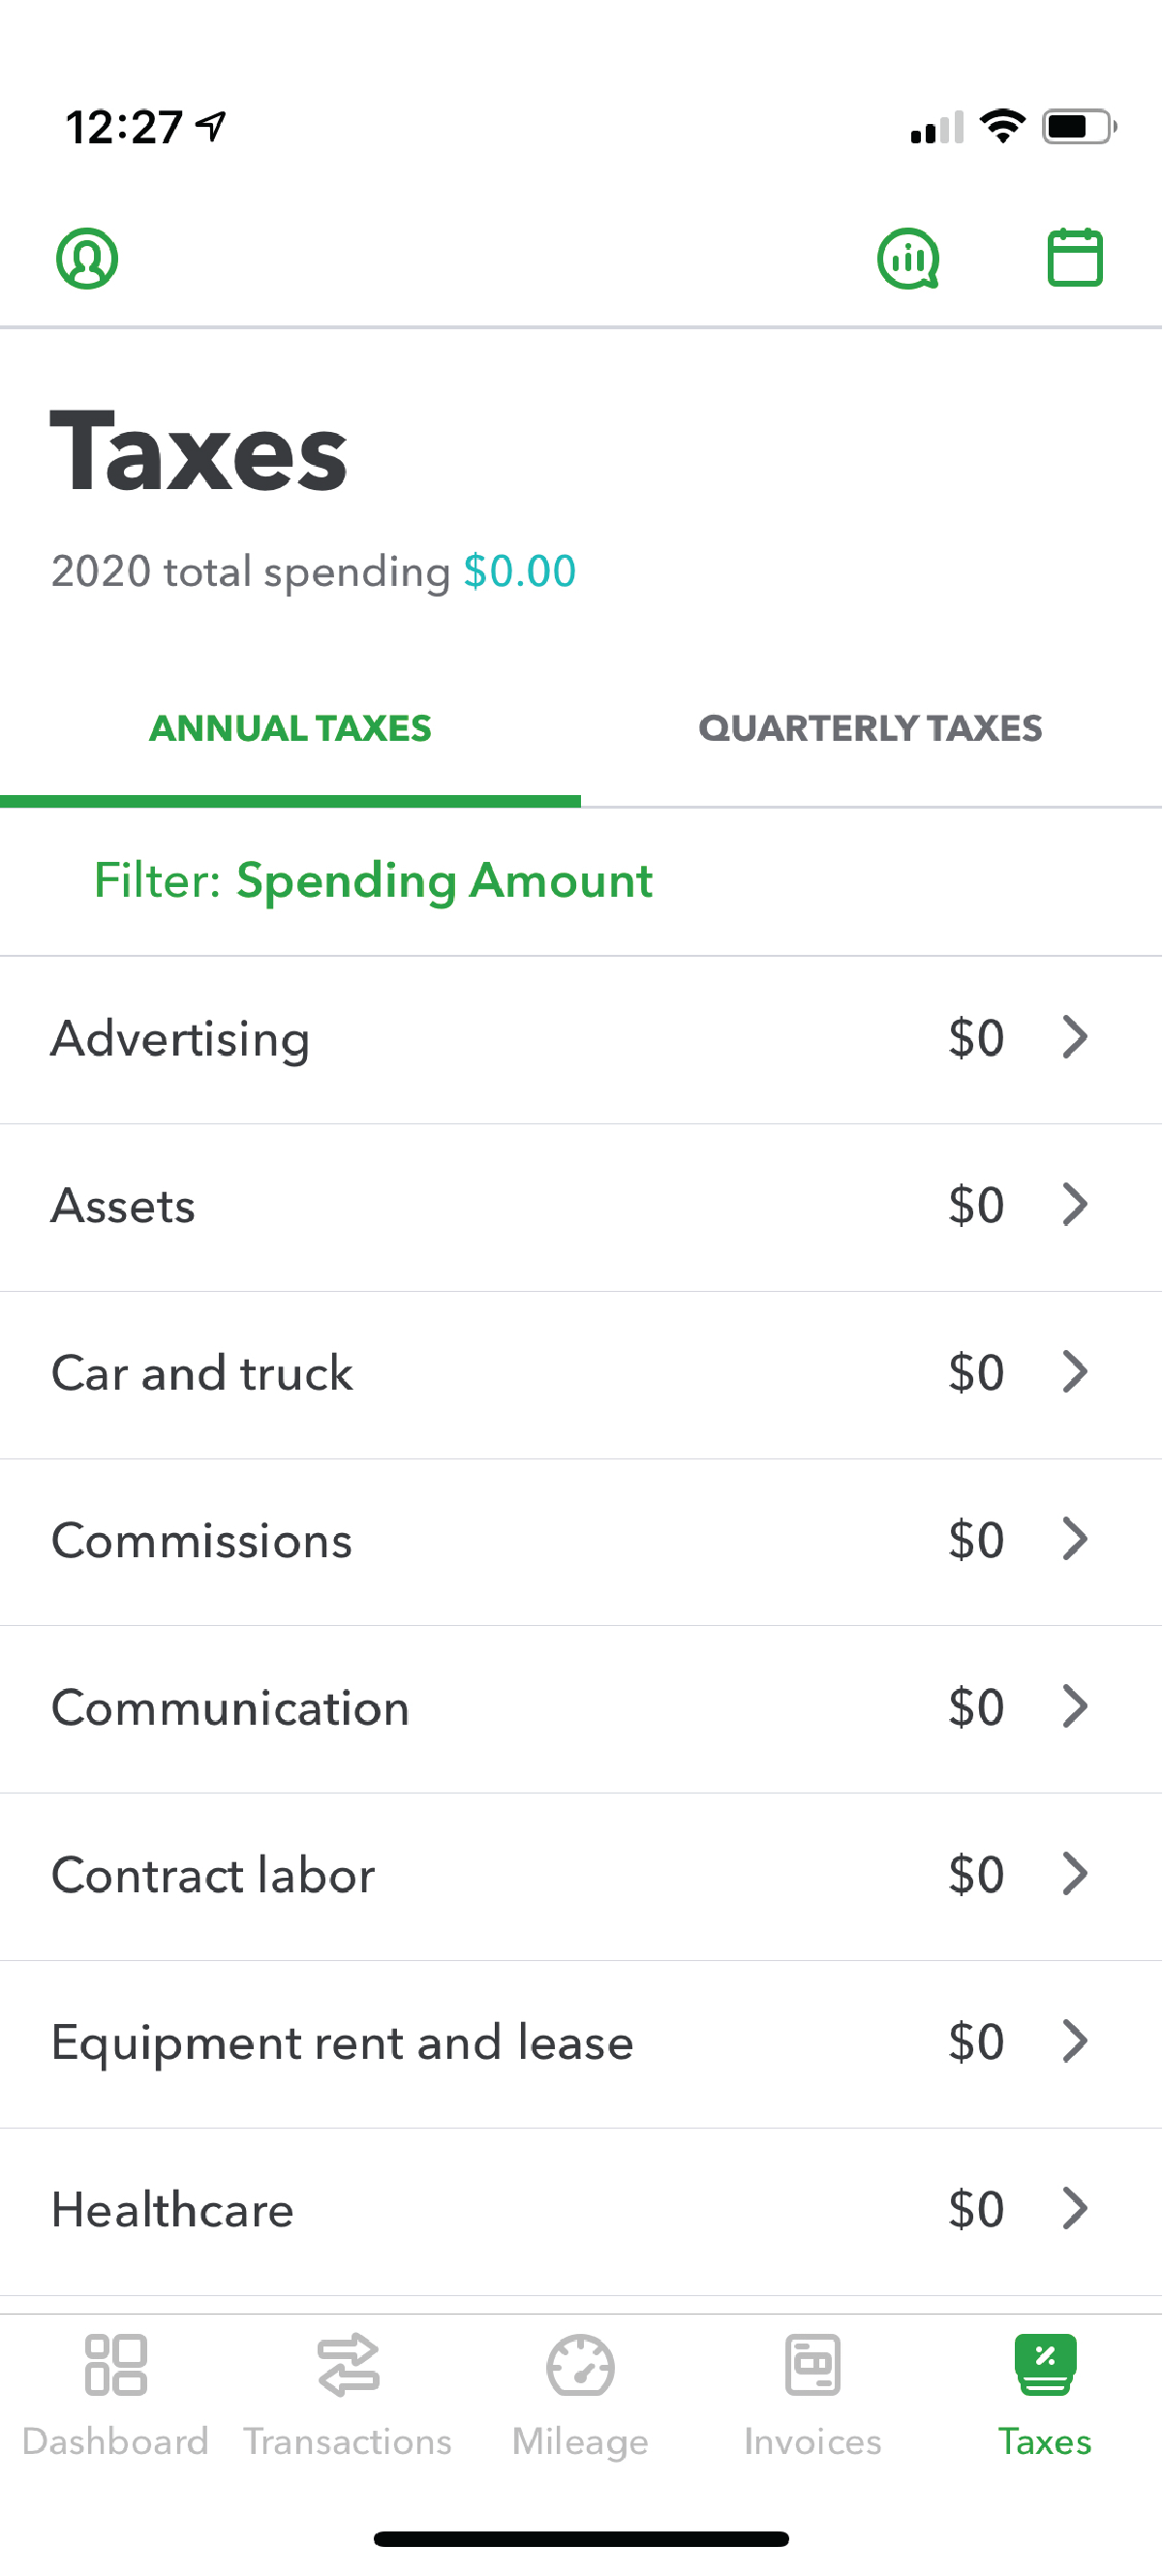 12:27
Taxes
2020 total spending $0.00
ANNUAL TAXES QUARTERLY TAXES
Filter: Spending Amount
Advertising $0
Assets $0
Car and truck $0
Commissions $0
Communication $0
Contract labor $0
Equipment rent and lease $0
Healthcare $0
Dashboard Transactions Mileage Invoices Taxes